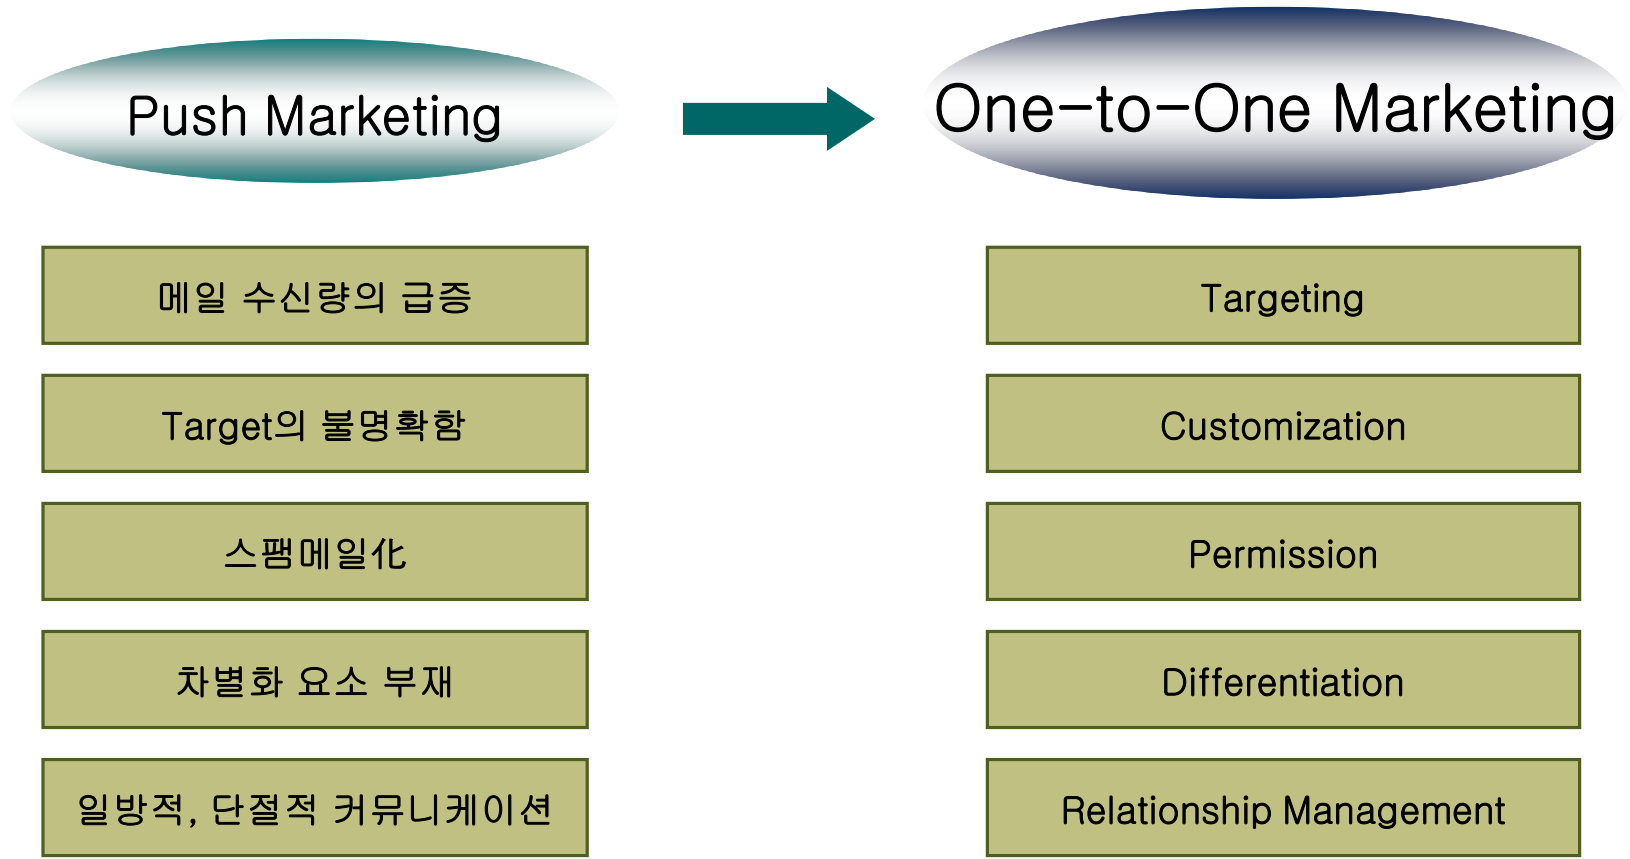 Push Marketing
One-to-One Marketing
메일 수신량의 급증
Targeting
Target의 불명확함
Customization
스팸메일化
Permission
차별화 요소 부재
Differentiation
일방적, 단절적 커뮤니케이션
Relationship Management